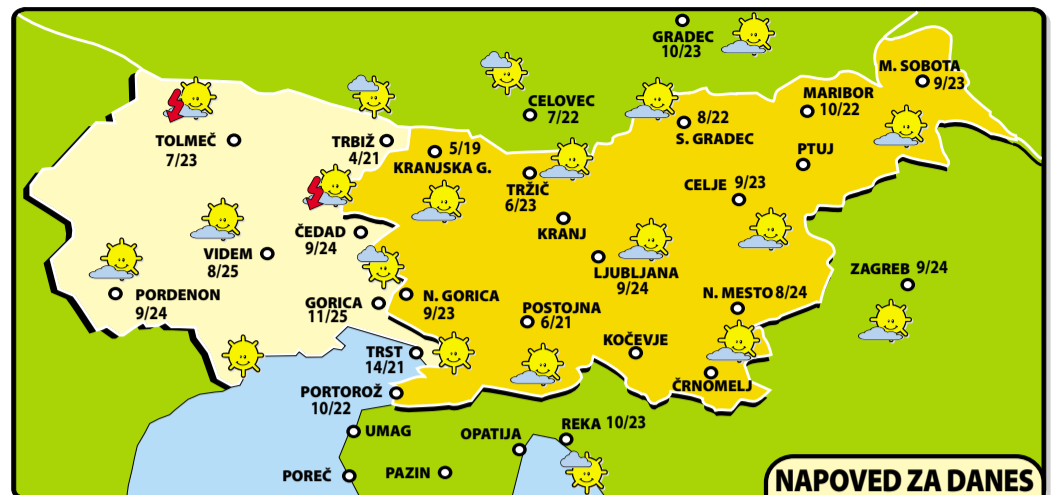 GRADEC
10/23
M. SOBOTA
9/23
MARIBOR
10/22
CELOVEC
7/22
8/22
S. GRADEC
TOLMEČ
7/23
TRBIŽ
4/21
5/19
KRANJSKA G.
PTUJ
TRŽIČ
6/23
CELJE 9/23
KRANJ
ČEDAD
9/24
VIDEM
8/25
LJUBLJANA
9/24
ZAGREB 9/24
PORDENON
9/24
GORICA
11/25
N. GORICA
9/23
N. MESTO 8/24
POSTOJNA
6/21
KOČEVJE
TRST
14/21
ČRNOMELJ
PORTOROŽ
10/22
UMAG
OPATIJA
REKA 10/23
POREČ
PAZIN
NAPOVED ZA DANES